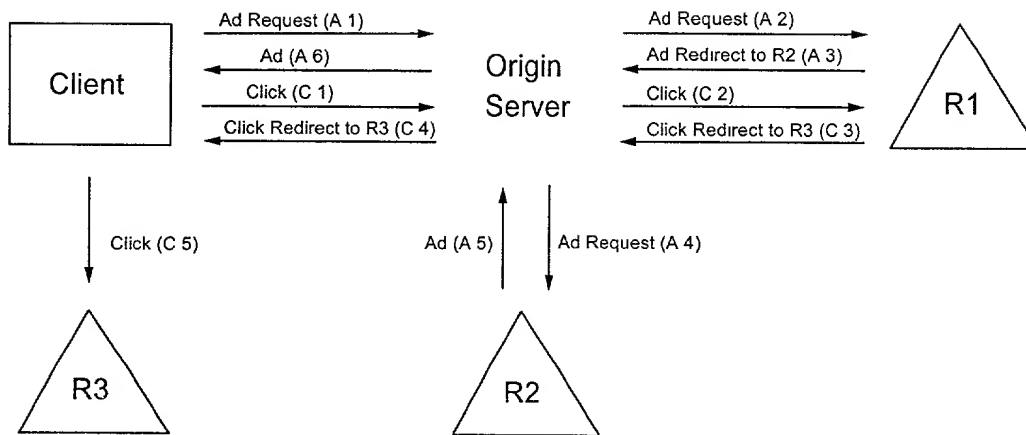 Ad Request (A 1)
Ad (A 6)
Click (C 1)
Click Redirect to R3 (C 4)
Client
Origin
Server
Ad Request (A 2)
Ad Redirect to R2 (A 3)
Click (C 2)
Click Redirect to R3 (C 3)
R1
Click (C 5)
Ad (A 5)
Ad Request (A 4)
R3
R2